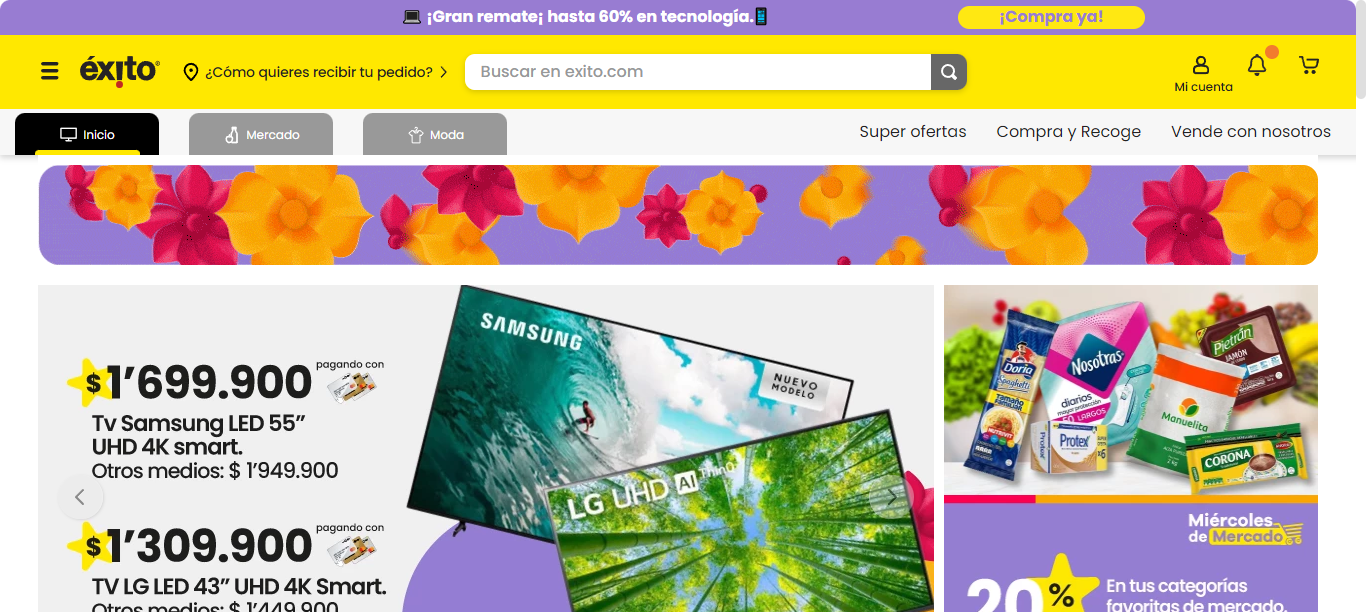 ¡Gran remate¡ hasta 60% en tecnología.
¡Compra ya!
éxito
¿Cómo quieres recibir tu pedido?
Buscar en exito.com
Mi cuenta
Inicio
Mercado
Moda
Super ofertas
Compra y Recoge
Vende con nosotros
$1'699.900
pagando con
Tv Samsung LED 55”
UHD 4K smart.
Otros medios: $ 1’949.900
$1'309.900
pagando con
TV LG LED 43” UHD 4K Smart.
Otros medios: $ 1’449.900
SAMSUNG
NUEVO
MODELO
LG UHD AI ThinQ
Doria
Spaghetti
Nosotras
diarios
mayor protección
50 LARGOS
Protex
x6
Manuelita
Pietrán
JAMÓN
CORONA
Miércoles
de Mercado
20%
En tus categorías
favoritas de mercado.